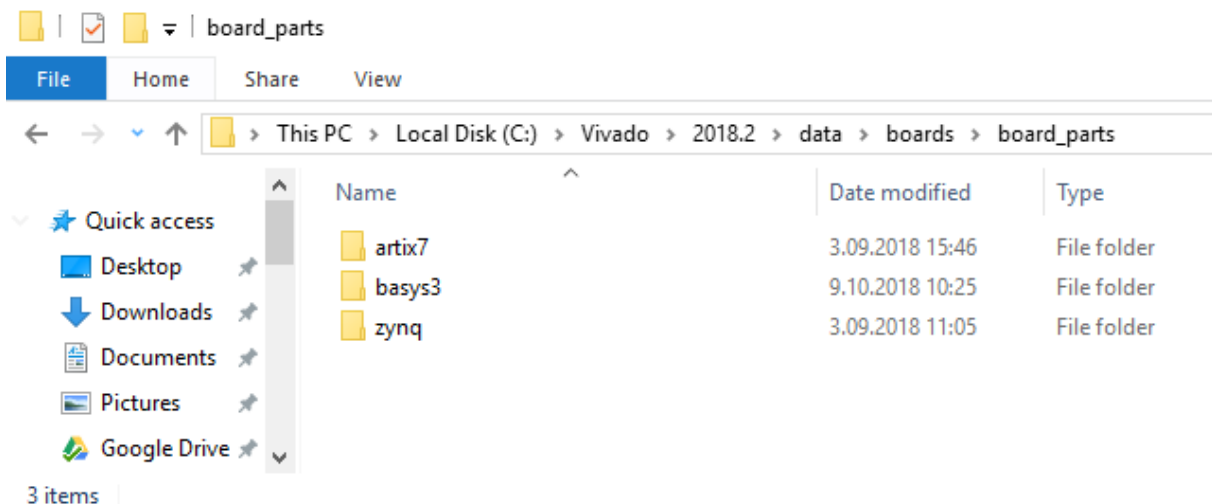 board_parts
File Home Share View
This PC > Local Disk (C:) > Vivado > 2018.2 > data > boards > board_parts
Name Date modified Type
Quick access
Desktop
Downloads
Documents
Pictures
Google Drive
artix7 3.09.2018 15:46 File folder
basys3 9.10.2018 10:25 File folder
zynq 3.09.2018 11:05 File folder
3 items